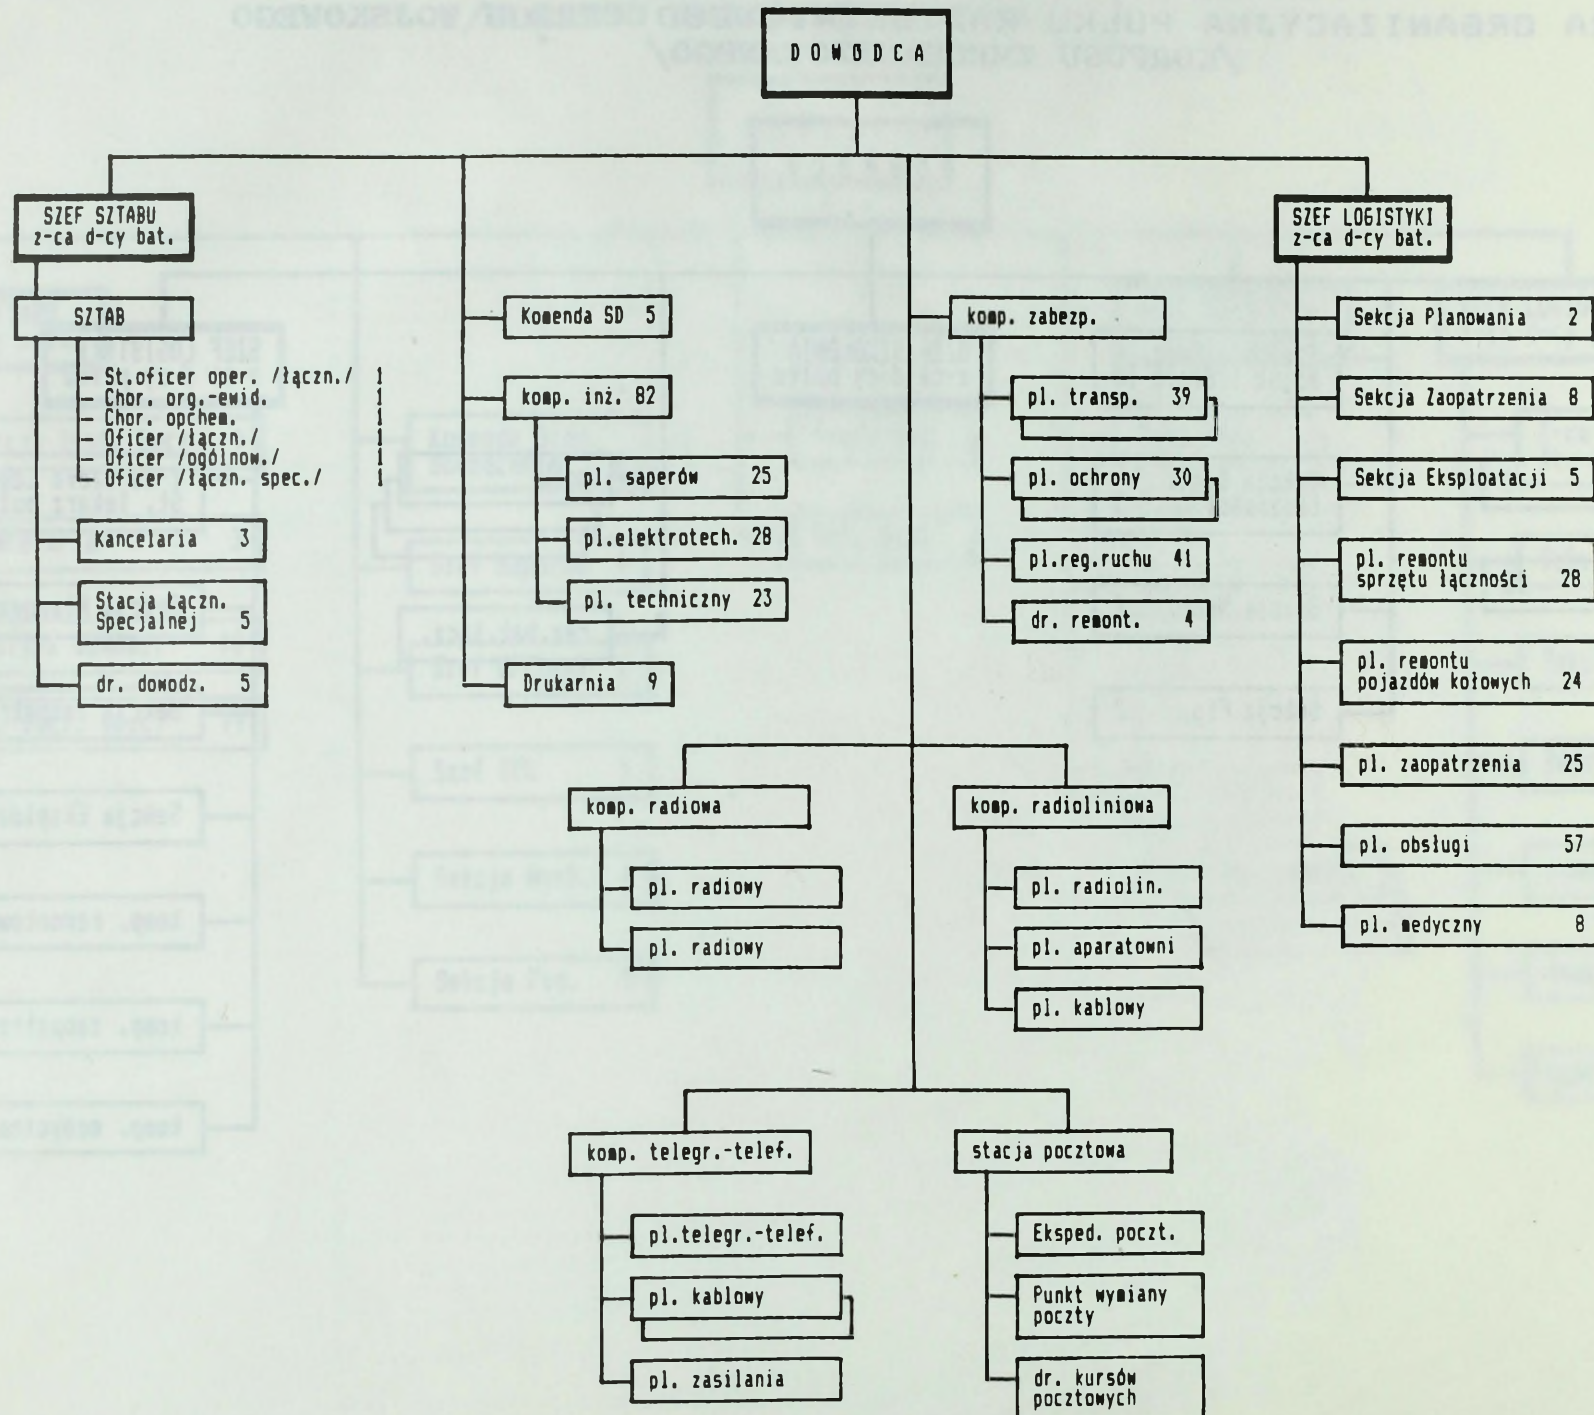 DOWÓDCA
SZEF SZTABU
z-ca d-cy bat.
SZTAB
— St.oficer oper. /łączn./ 1
— Chor. org.-ewid. 1
— Chor. opchem. 1
— Oficer /łączn./ 1
— Oficer /ogólnow./ 1
— Oficer /łączn. spec./ 1
Kancelaria 3
Stacja Łączn.
Specjalnej 5
dr. dowodz. 5
Komenda SD 5
komp. inż. 82
pl. saperów 25
pl.elektrotech. 28
pl. techniczny 23
Drukarnia 9
komp. zabezp.
pl. transp. 39
pl. ochrony 30
pl.reg.ruchu 41
dr. remont. 4
SZEF LOGISTYKI
z-ca d-cy bat.
Sekcja Planowania 2
Sekcja Zaopatrzenia 8
Sekcja Eksploatacji 5
pl. remontu
sprzętu łączności 28
pl. remontu
pojazdów kołowych 24
pl. zaopatrzenia 25
pl. obsługi 57
pl. medyczny 8
komp. radiowa
pl. radiowy
pl. radiowy
komp. radioliniowa
pl. radiolin.
pl. aparatowni
pl. kablowy
komp. telegr.-telef.
pl.telegr.-telef.
pl. kablowy
pl. zasilania
stacja pocztowa
Eksped. poczt.
Punkt wymiany
poczty
dr. kursów
pocztowych